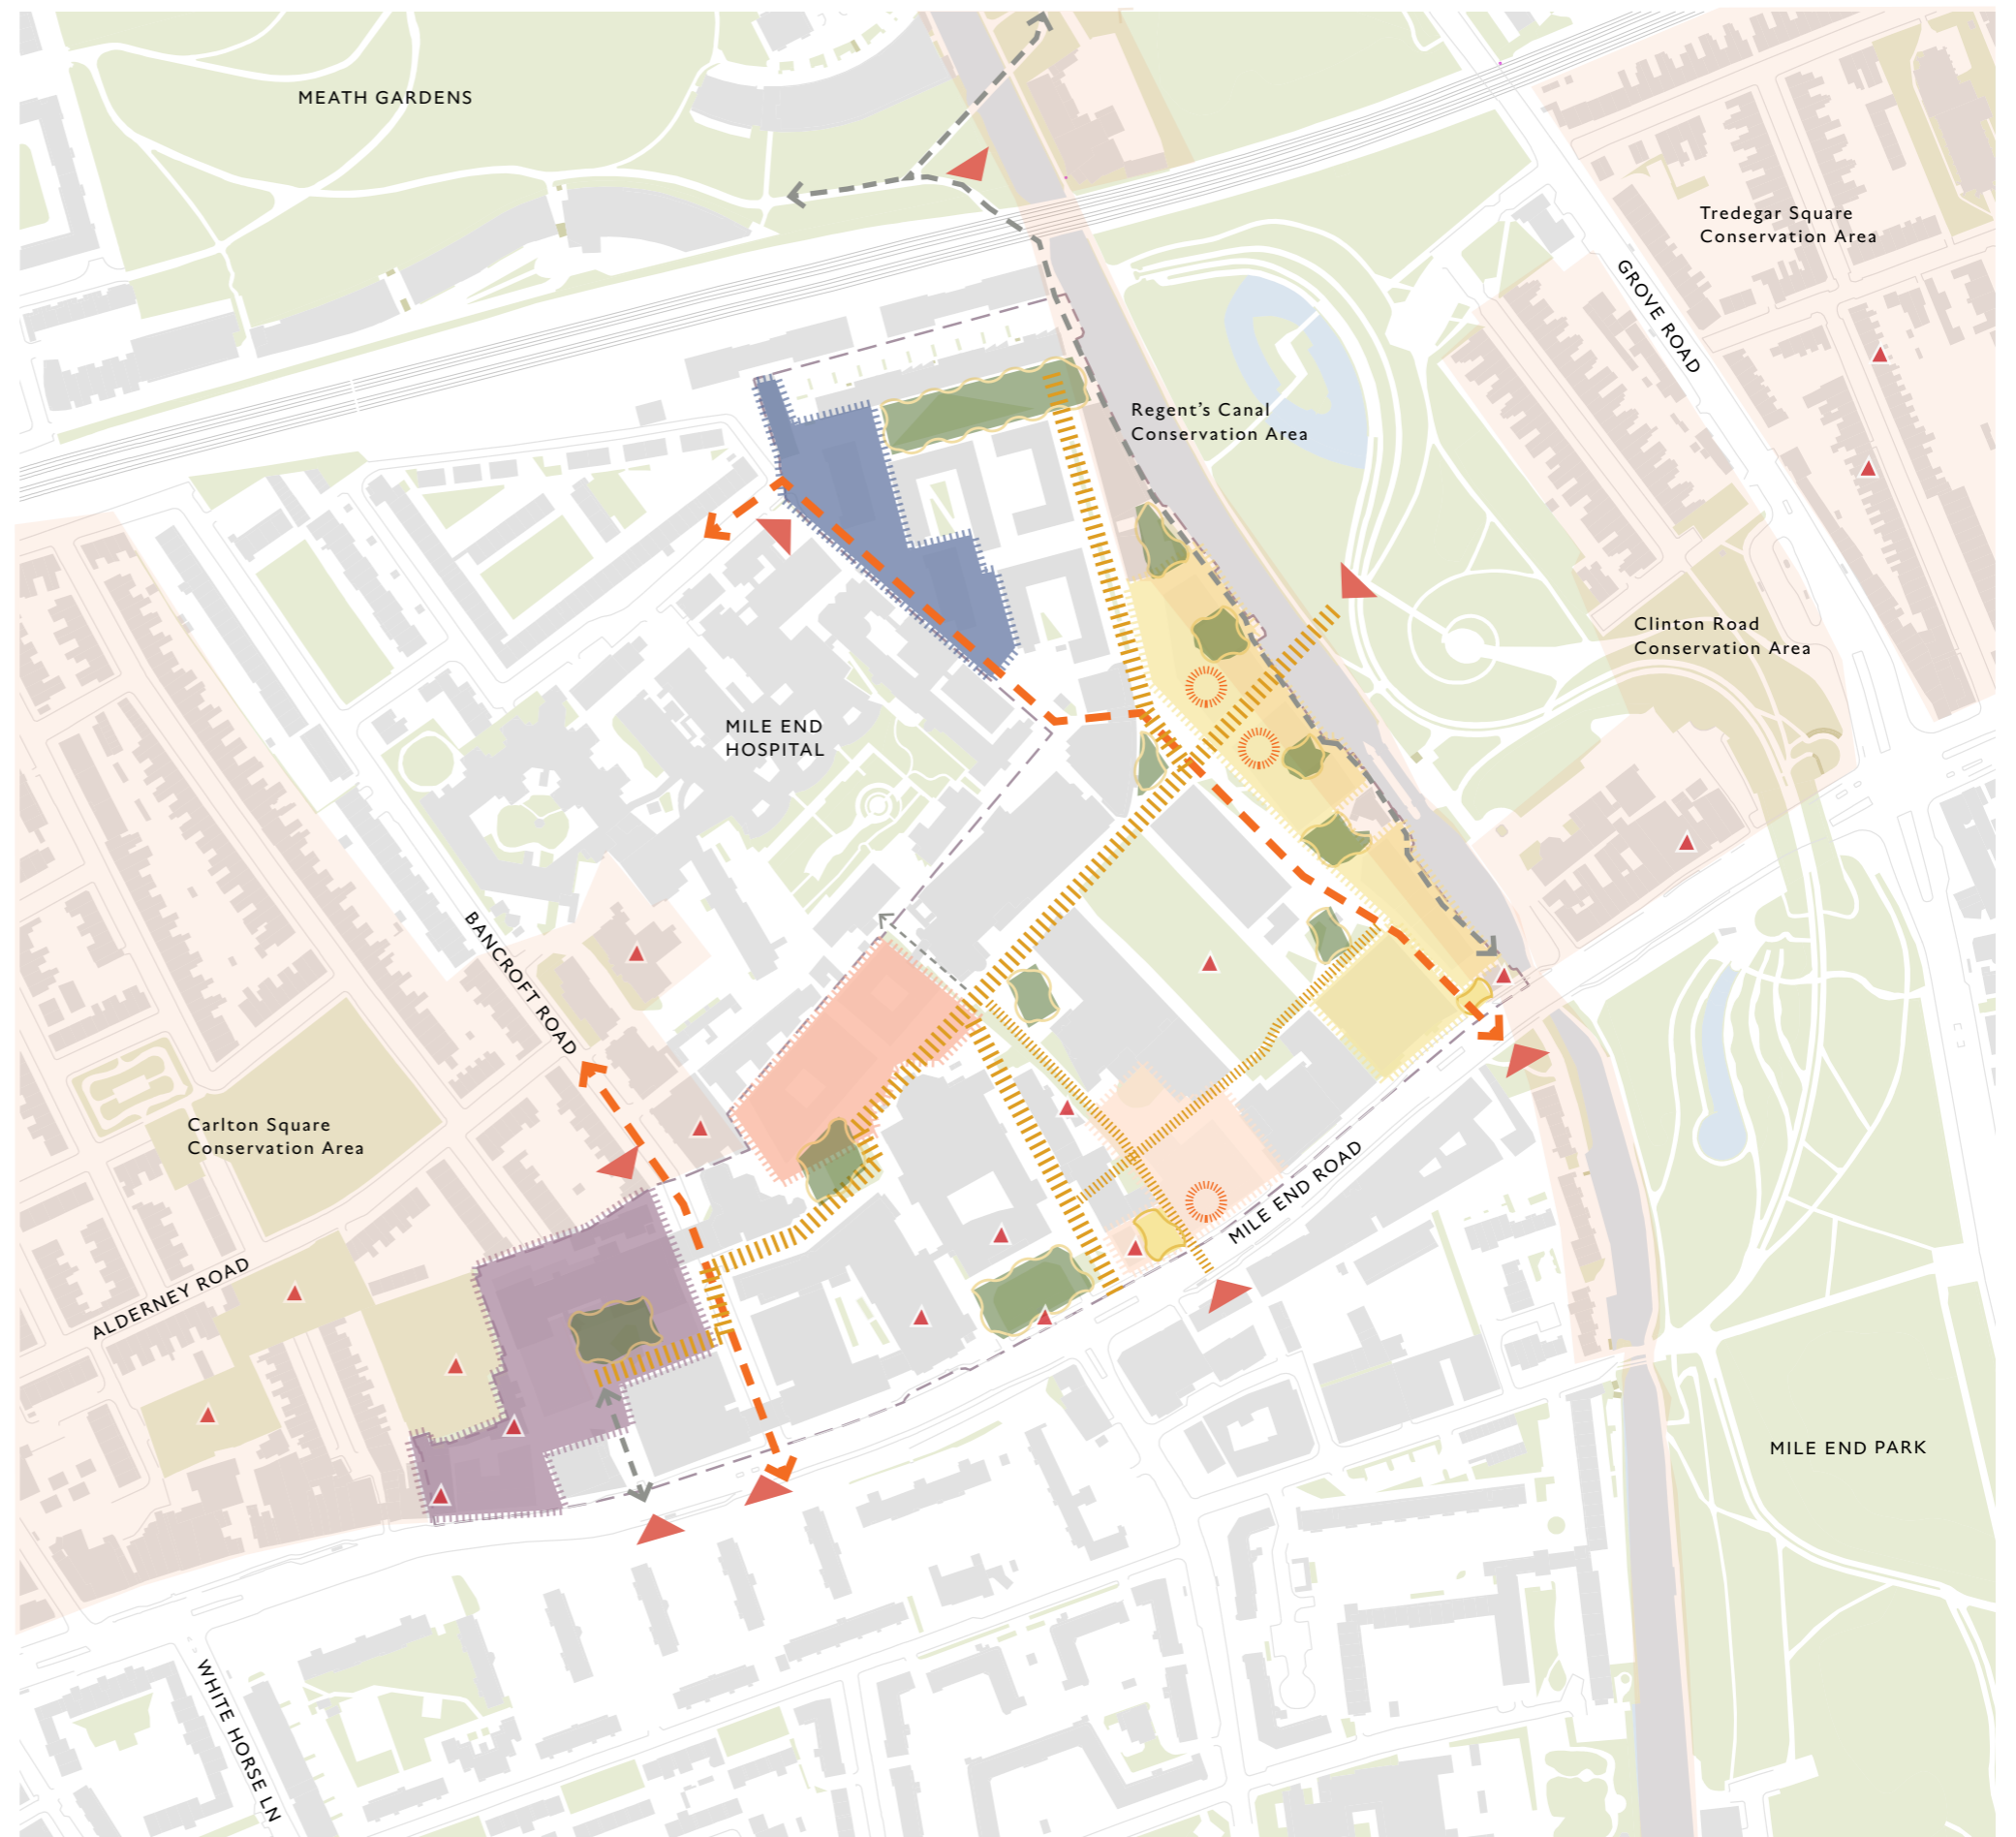 MEATH GARDENS
Tredegar Square
Conservation Area
GROVE ROAD
Regent’s Canal
Conservation Area
Clinton Road
Conservation Area
MILE END
HOSPITAL
BANCROFT ROAD
Carlton Square
Conservation Area
MILE END ROAD
ALDERNEY ROAD
MILE END PARK
WHITE HORSE LN